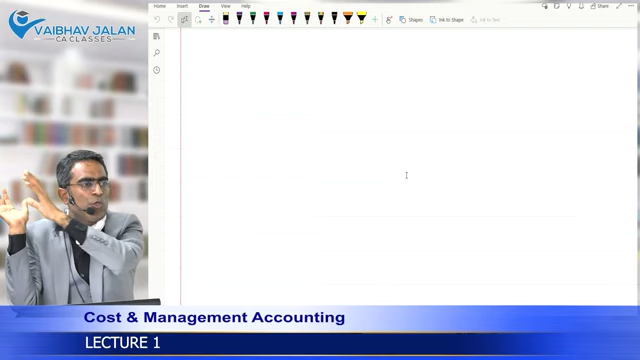 VAIBHAV JALAN
CA CLASSES
Home Insert Draw View Help
Share
Shapes Ink to Shape Ink to Text
Cost & Management Accounting
LECTURE 1